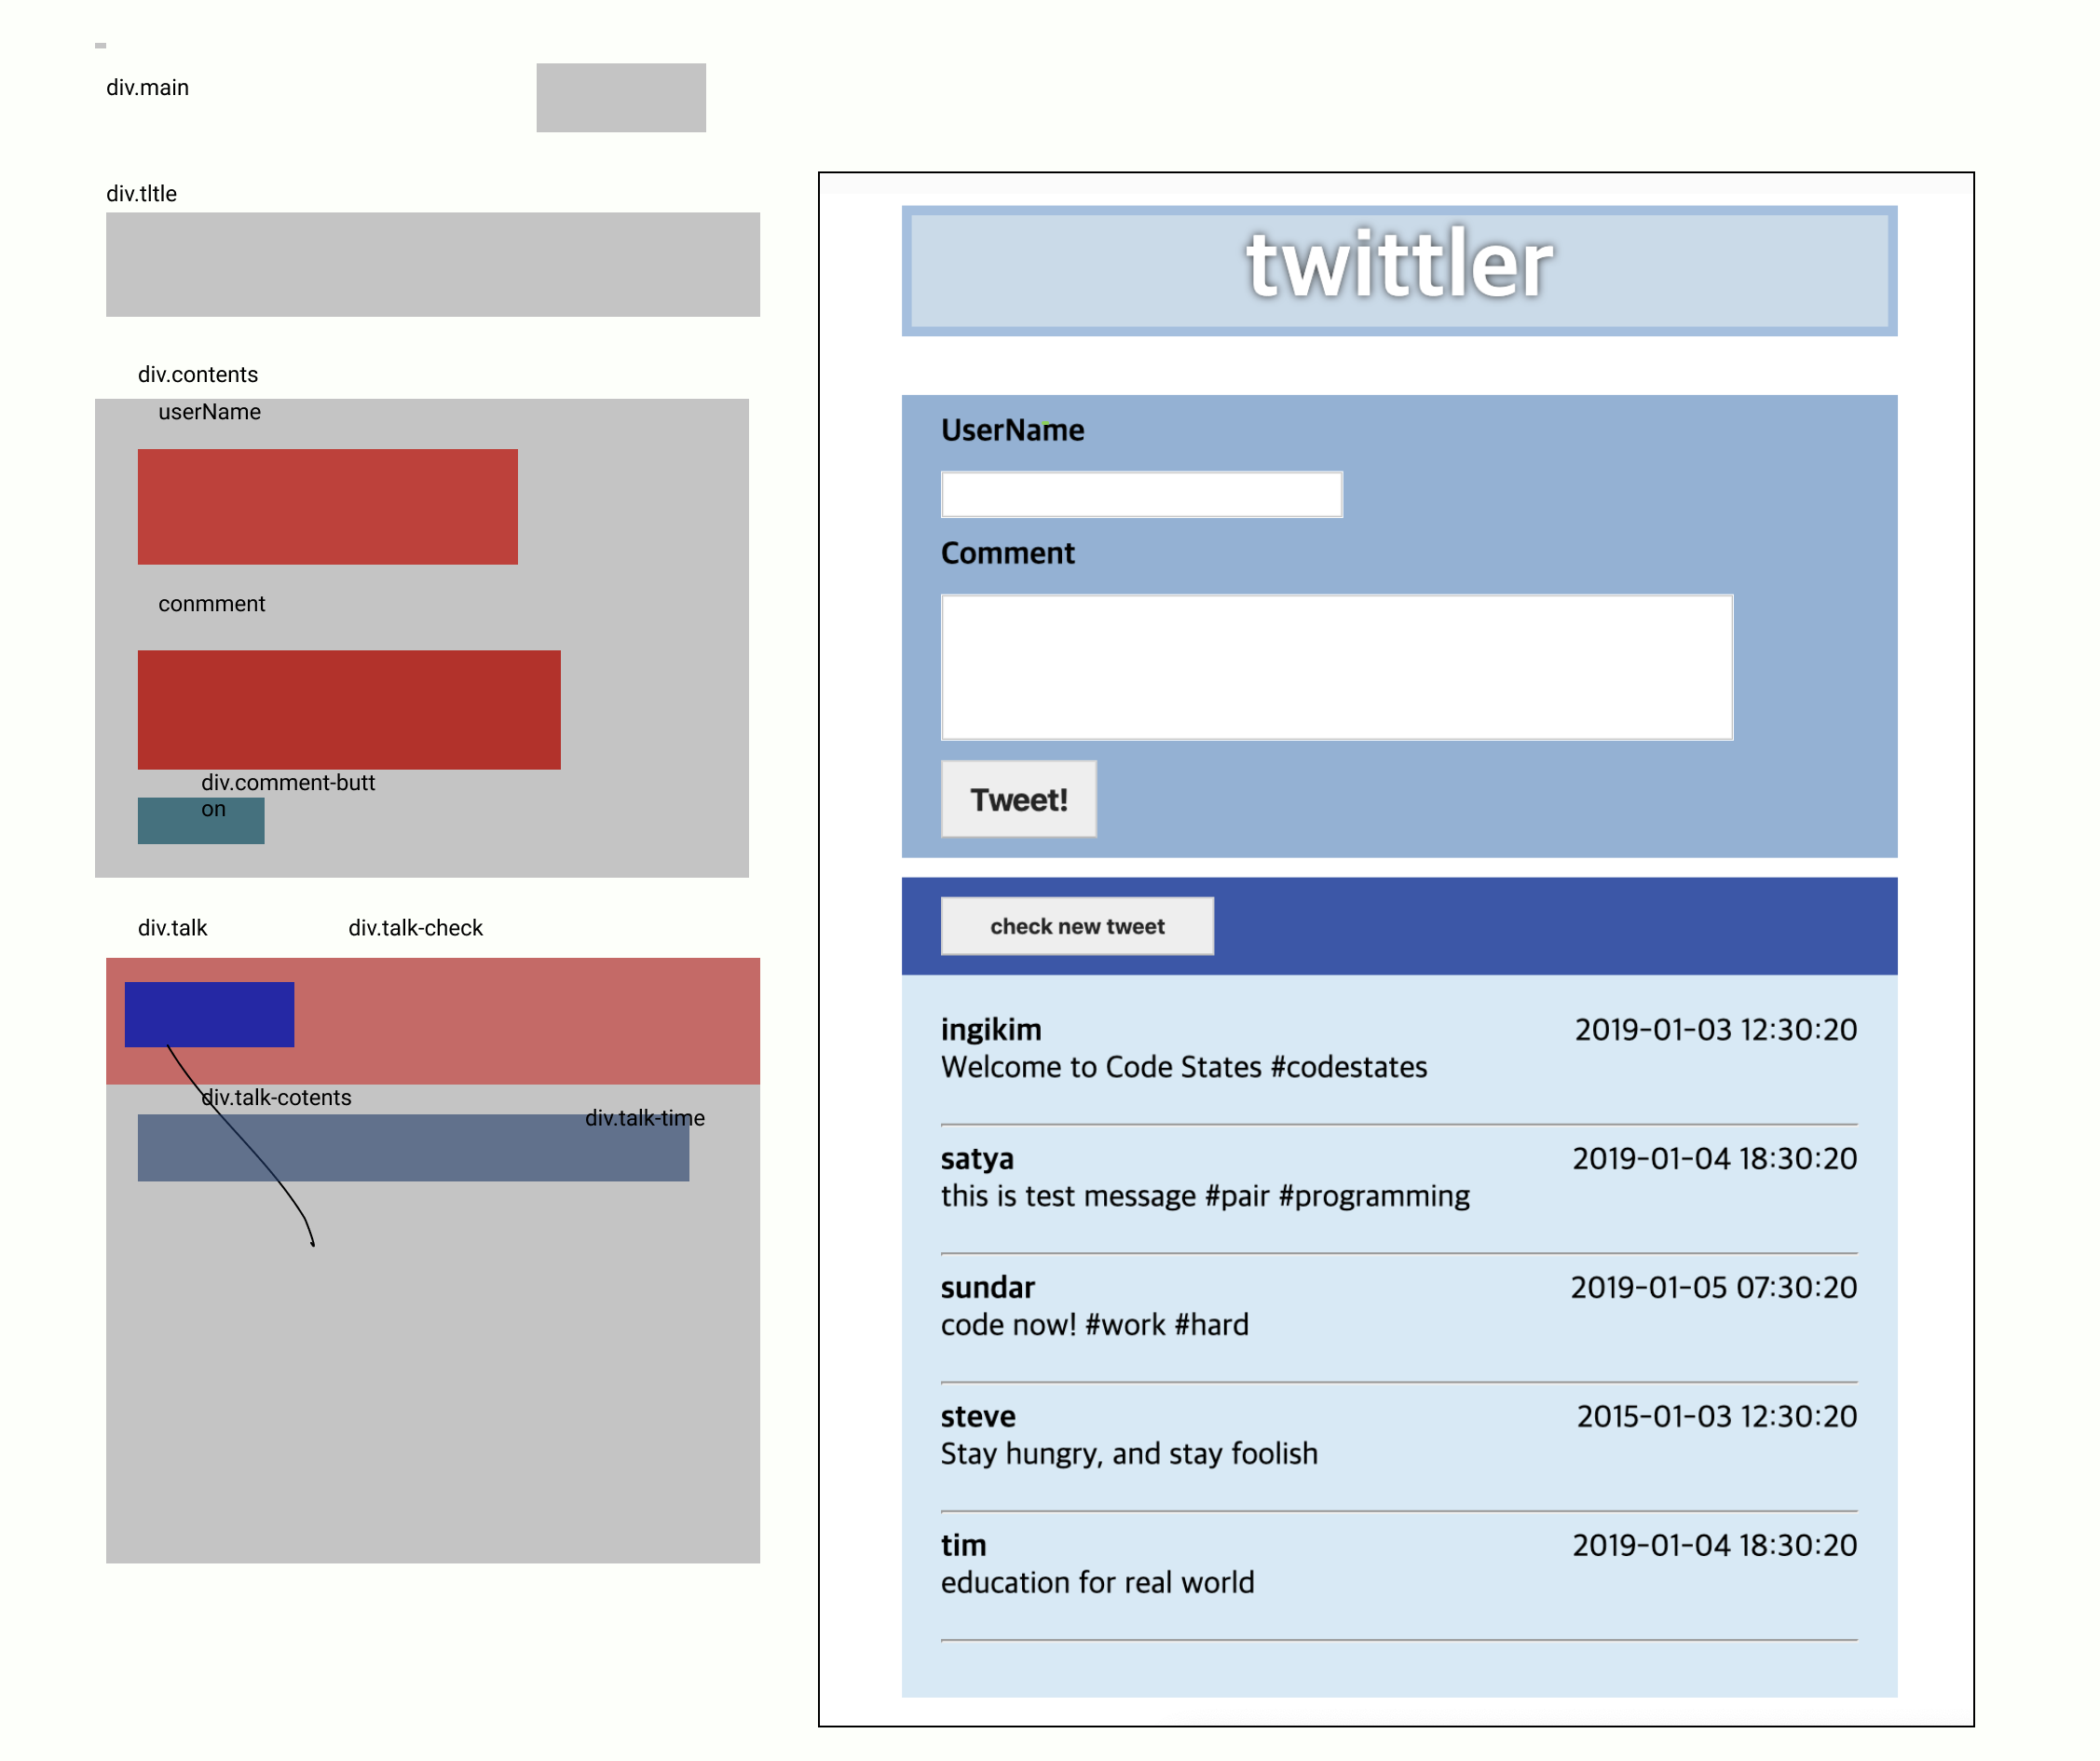 div.main
div.tltle
div.contents
userName
conmment
div.comment-butt
on
div.talk
div.talk-check
div.talk-cotents
div.talk-time
twittler
UserName
Comment
Tweet!
check new tweet
ingikim 2019-01-03 12:30:20
Welcome to Code States #codestates
satya 2019-01-04 18:30:20
this is test message #pair #programming
sundar 2019-01-05 07:30:20
code now! #work #hard
steve 2015-01-03 12:30:20
Stay hungry, and stay foolish
tim 2019-01-04 18:30:20
education for real world